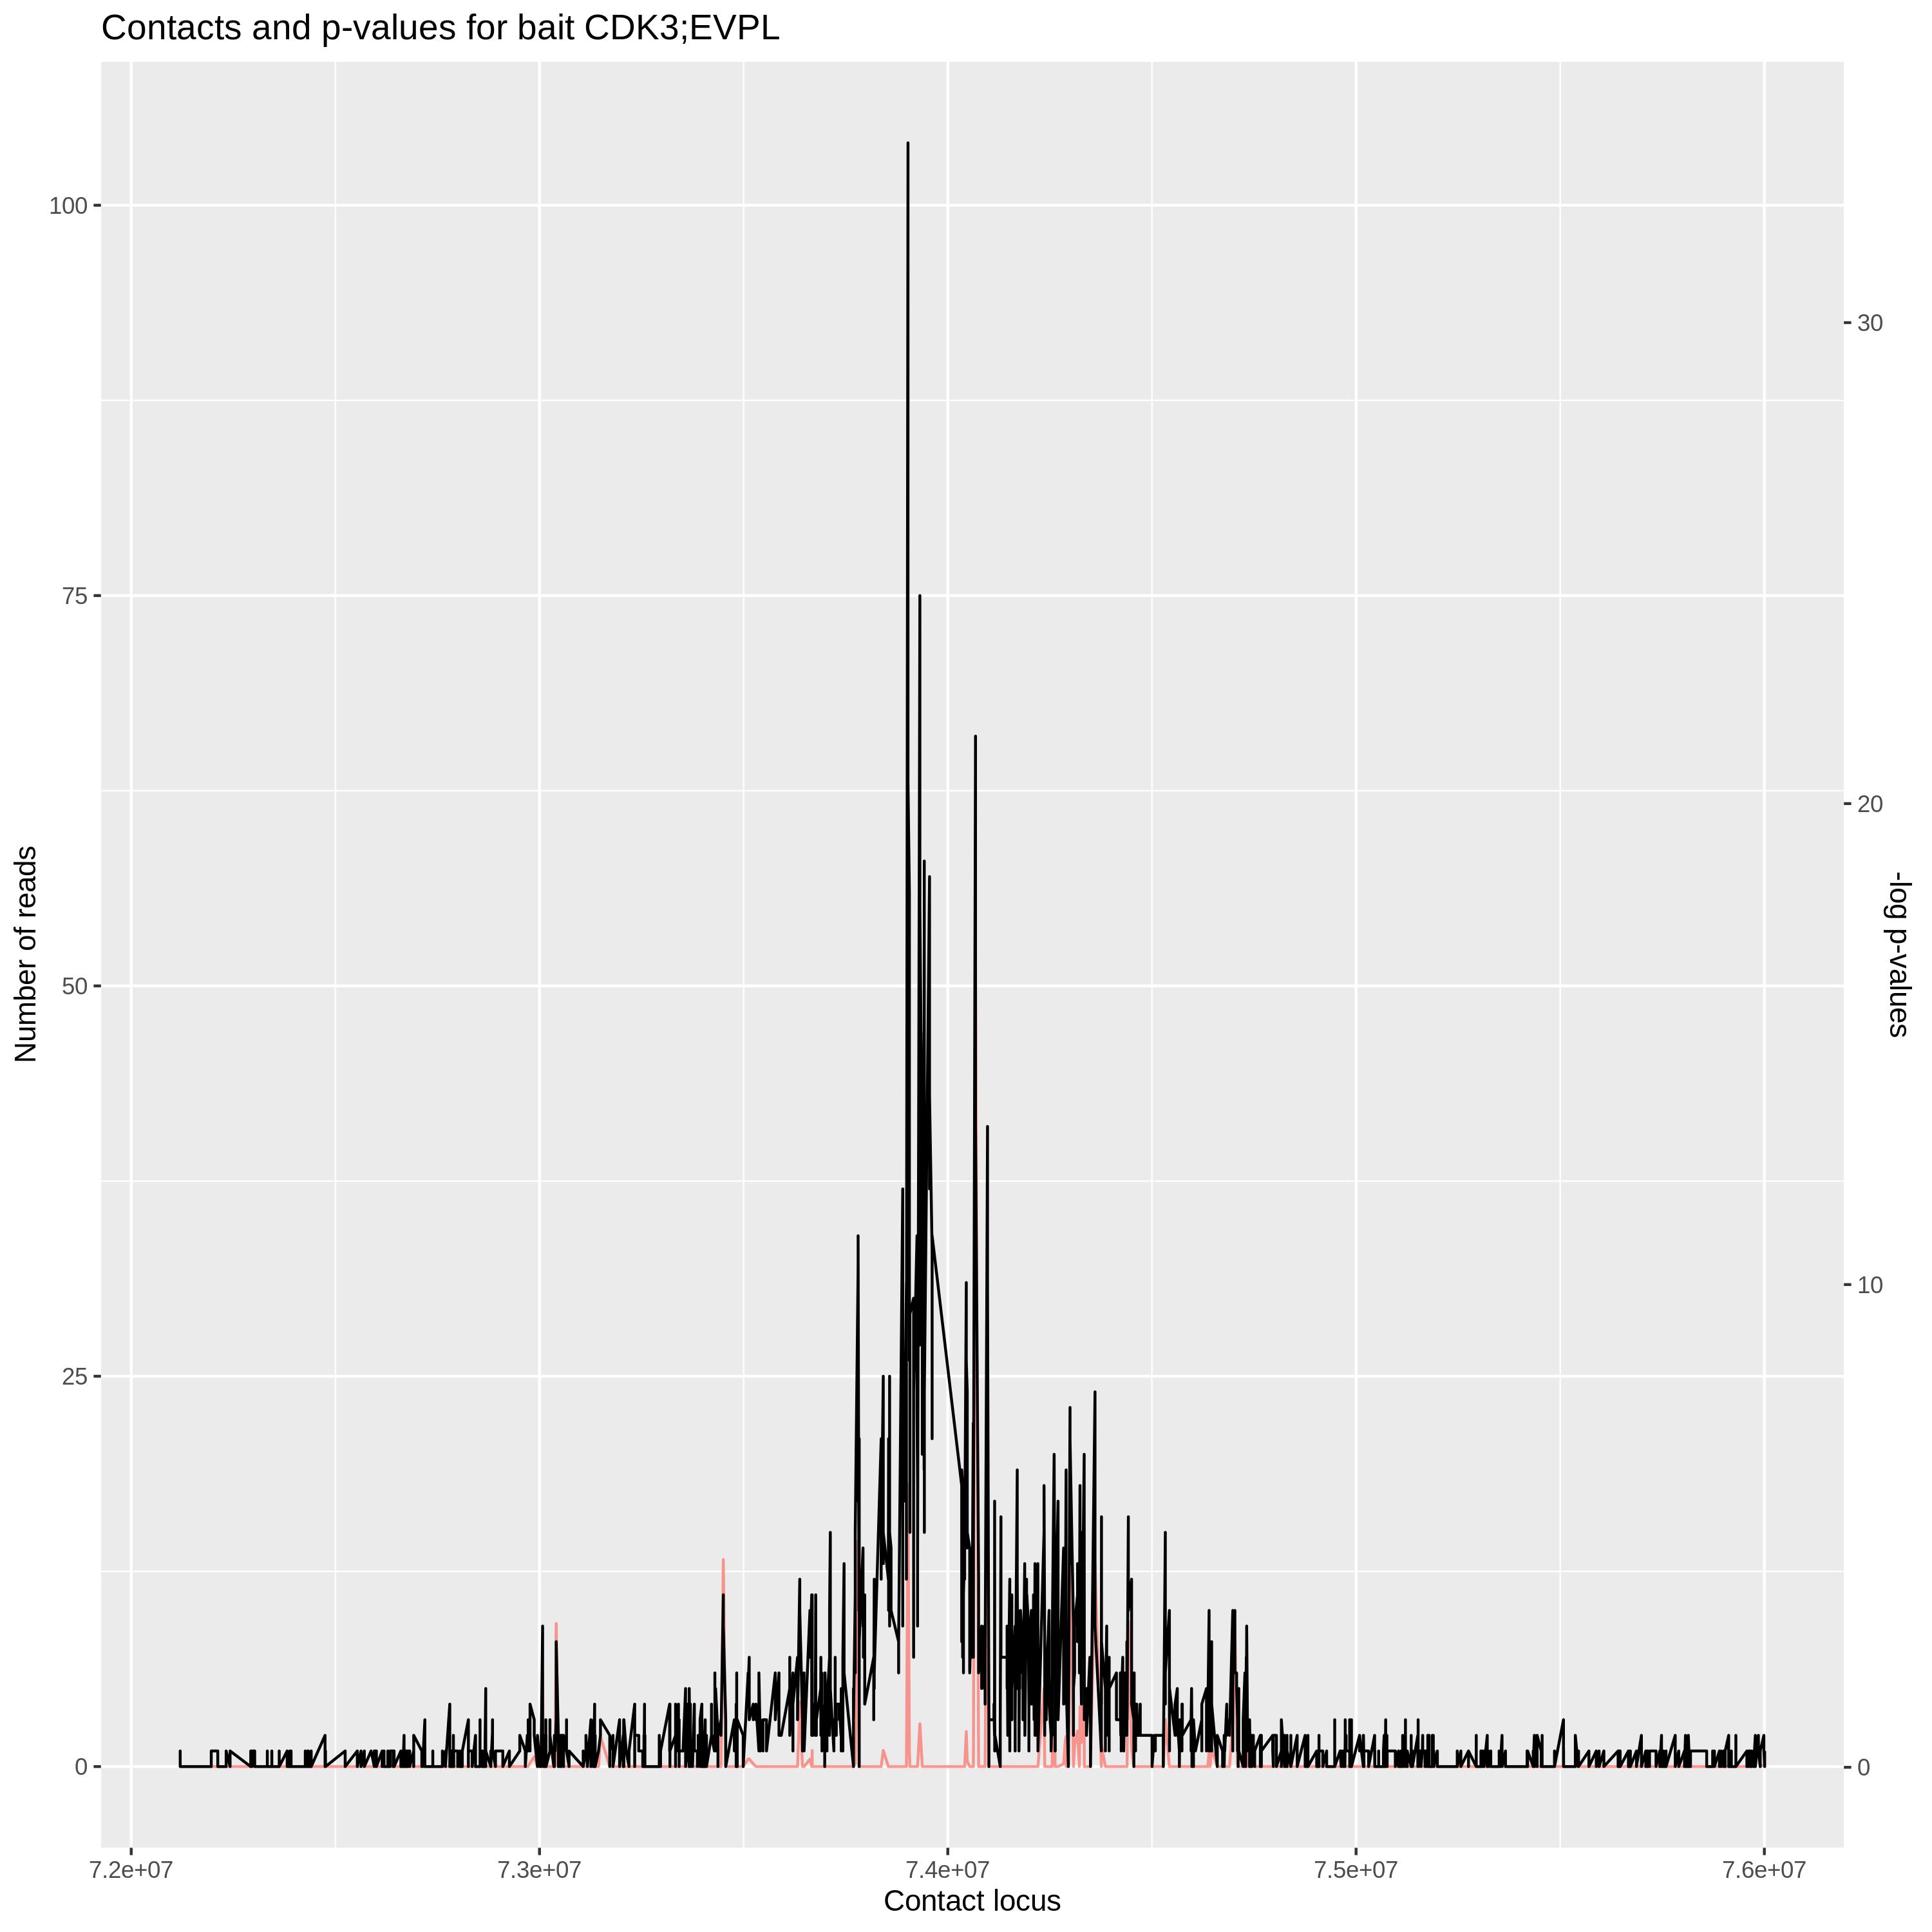 Contacts and p-values for bait CDK3;EVPL
100
75
50
25
0
Number of reads
30
20
10
0
-log p-values
7.2e+07 7.3e+07 7.4e+07 7.5e+07 7.6e+07
Contact locus